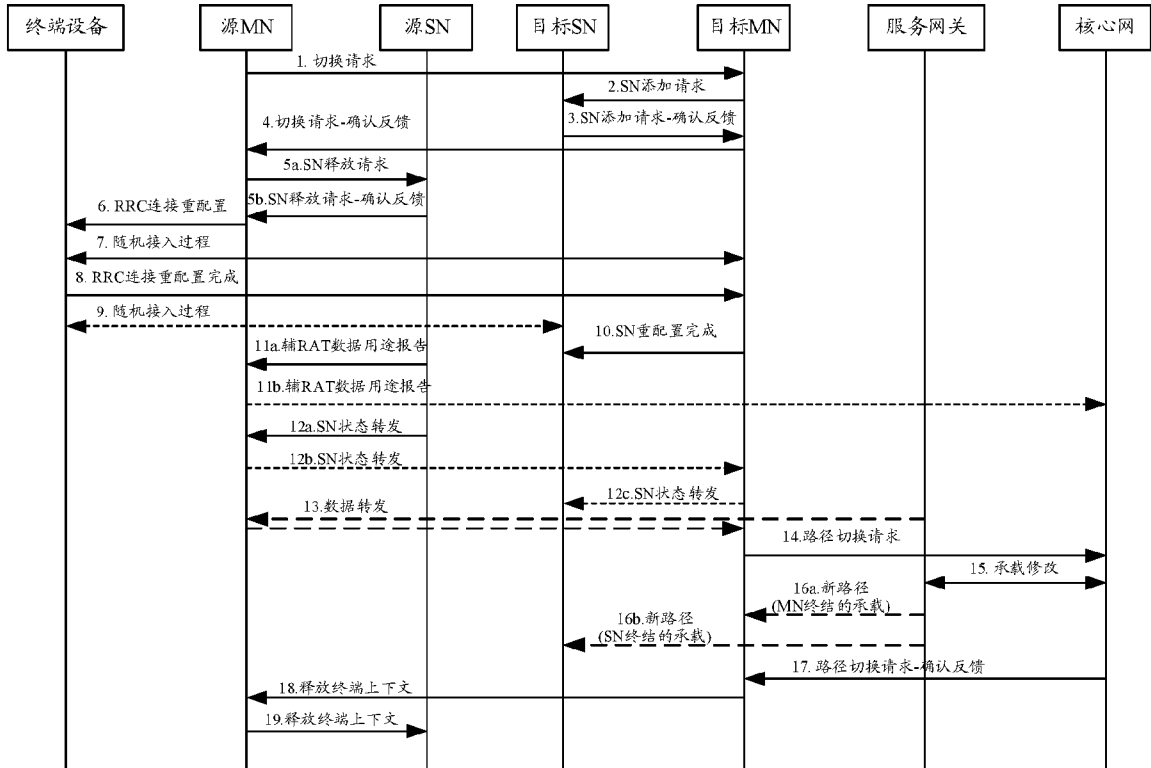 终端设备
源MN
源SN
目标SN
目标MN
服务网关
核心网
1. 切换请求
2.SN添加请求
3.SN添加请求-确认反馈
4.切换请求-确认反馈
5a.SN释放请求
5b.SN释放请求-确认反馈
6. RRC连接重配置
7. 随机接入过程
8. RRC连接重配置完成
9. 随机接入过程
10.SN重配置完成
11a.辅RAT数据用途报告
11b.辅RAT数据用途报告
12a.SN状态转发
12b.SN状态转发
12c.SN状态转发
13.数据转发
14.路径切换请求
15. 承载修改
16a.新路径
(MN终结的承载)
16b.新路径
(SN终结的承载)
17. 路径切换请求-确认反馈
18.释放终端上下文
19.释放终端上下文